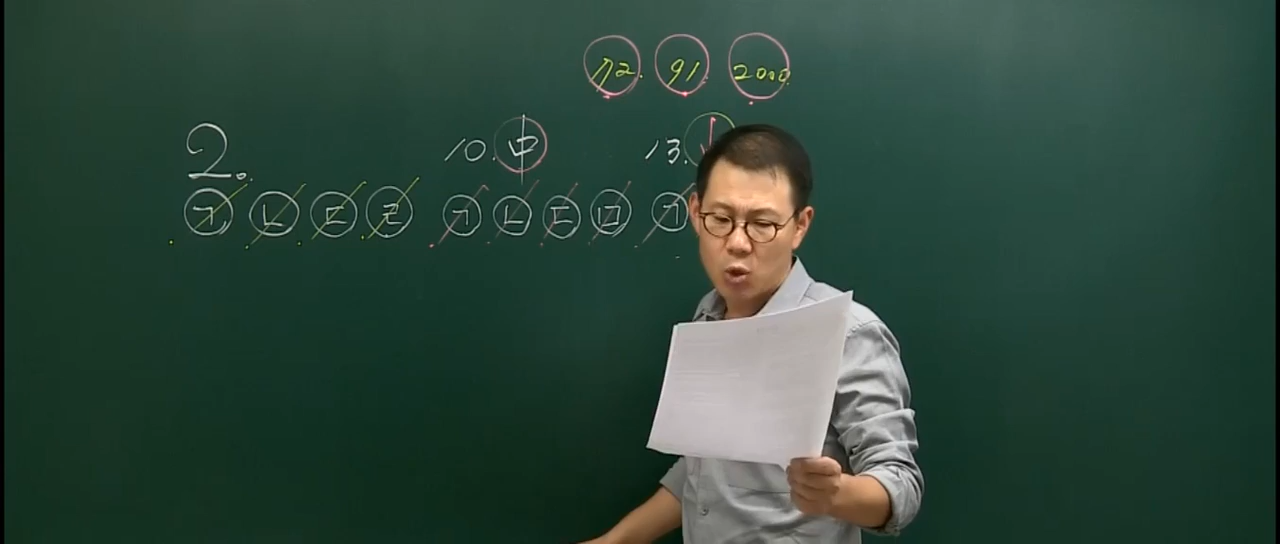 72. 91. 2000.
2. 10. 中 13. ↓
ㄱ ㄴ ㄷ ㄹ ㄱ ㄴ ㄷ ㅁ ㄱ